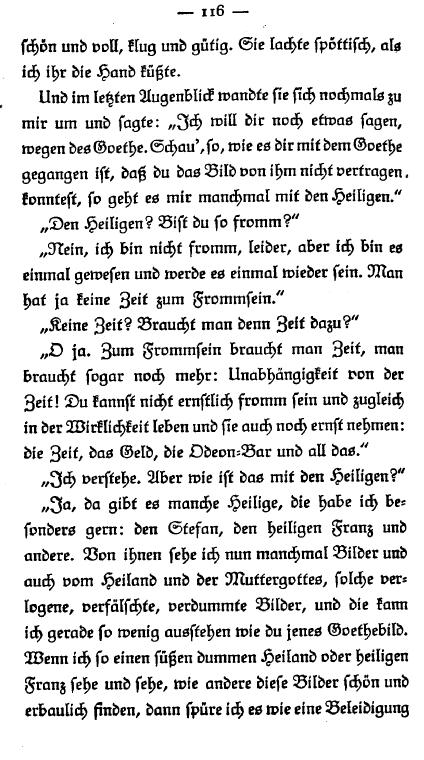 — 116 —
schön und voll, klug und gütig. Sie lachte spöttisch, als
ich ihr die Hand küßte.
Und im letzten Augenblick wandte sie sich nochmals zu
mir um und sagte: „Ich will dir noch etwas sagen,
wegen des Goethe. Schau', so, wie es dir mit dem Goethe
gegangen ist, daß du das Bild von ihm nicht vertragen
konntest, so geht es mir manchmal mit den Heiligen.“
„Den Heiligen? Bist du so fromm?“
„Nein, ich bin nicht fromm, leider, aber ich bin es
einmal gewesen und werde es einmal wieder sein. Man
hat ja keine Zeit zum Frommsein.“
„Keine Zeit? Braucht man denn Zeit dazu?“
„O ja. Zum Frommsein braucht man Zeit, man
braucht sogar noch mehr: Unabhängigkeit von der
Zeit! Du kannst nicht ernstlich fromm sein und zugleich
in der Wirklichkeit leben und sie auch noch ernst nehmen:
die Zeit, das Geld, die Odeon-Bar und all das.“
„Ich verstehe. Aber wie ist das mit den Heiligen?“
„Ja, da gibt es manche Heilige, die habe ich be-
sonders gern: den Stefan, den heiligen Franz und
andere. Von ihnen sehe ich nun manchmal Bilder und
auch vom Heiland und der Muttergottes, solche ver-
logene, verfälschte, verdummte Bilder, und die kann
ich gerade so wenig ausstehen wie du jenes Goethebild.
Wenn ich so einen süßen dummen Heiland oder heiligen
Franz sehe und sehe, wie andere diese Bilder schön und
erbaulich finden, dann spüre ich es wie eine Beleidigung